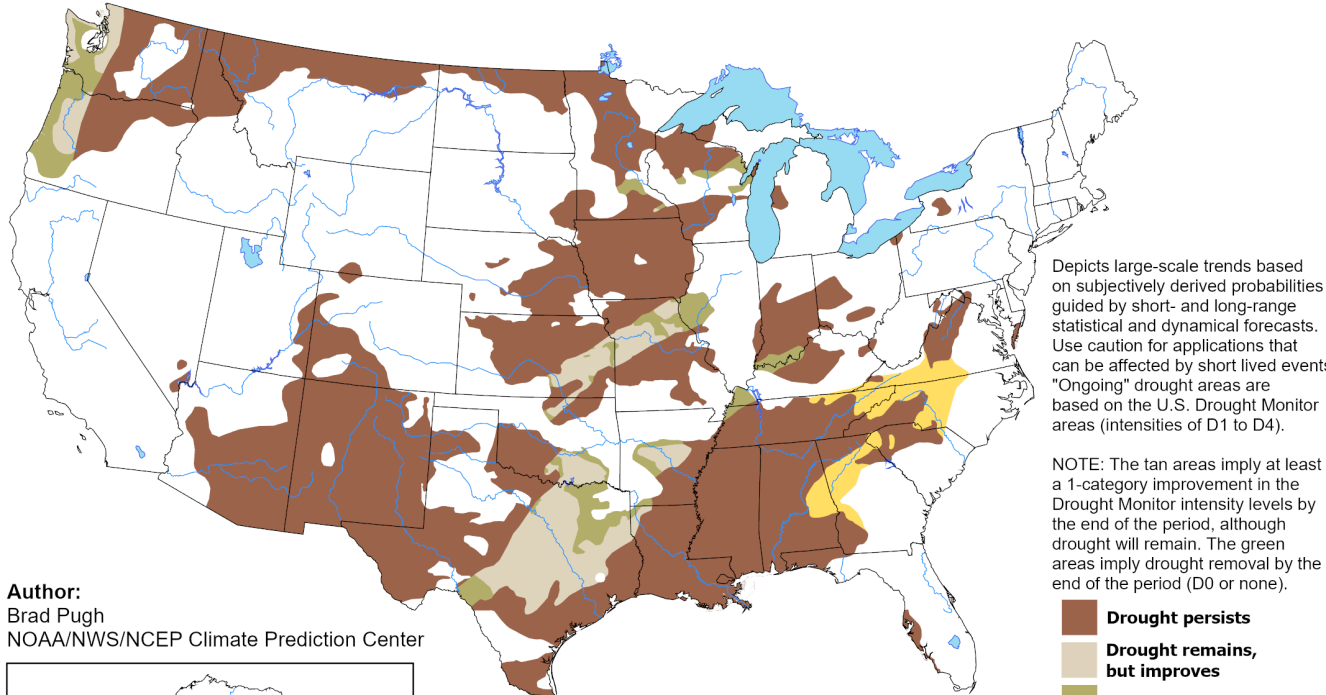 Depicts large-scale trends based
on subjectively derived probabilities
guided by short- and long-range
statistical and dynamical forecasts.
Use caution for applications that
can be affected by short lived events
"Ongoing" drought areas are
based on the U.S. Drought Monitor
areas (intensities of D1 to D4).
NOTE: The tan areas imply at least
a 1-category improvement in the
Drought Monitor intensity levels by
the end of the period, although
drought will remain. The green
areas imply drought removal by the
end of the period (D0 or none).
Author:
Brad Pugh
NOAA/NWS/NCEP Climate Prediction Center
Drought persists
Drought remains,
but improves